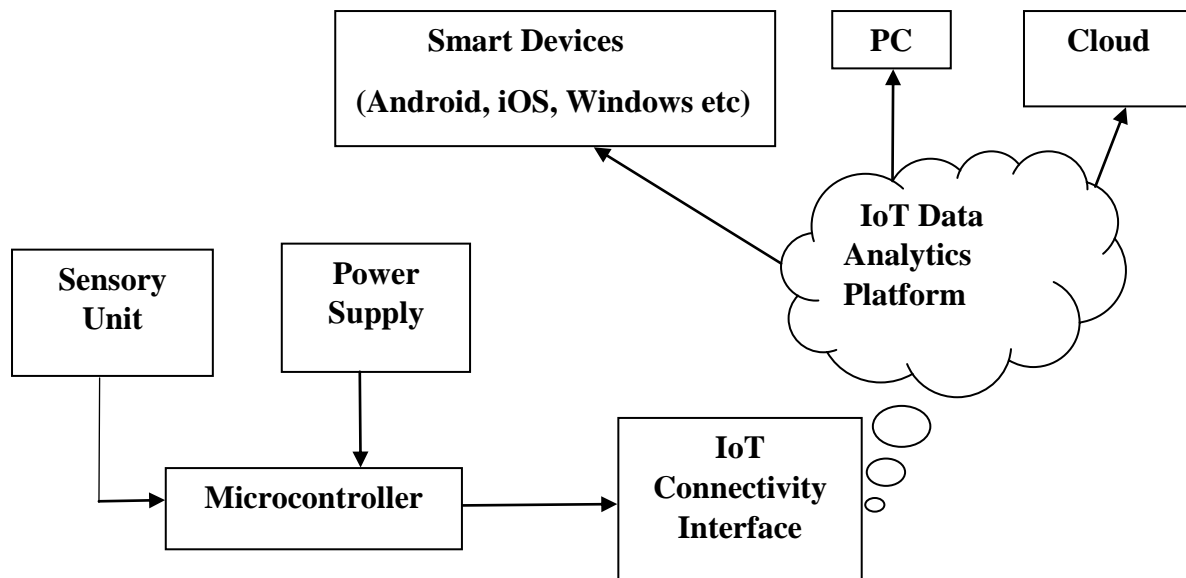 Smart Devices
(Android, iOS, Windows etc)
PC
Cloud
IoT Data
Analytics
Platform
Sensory
Unit
Power
Supply
Microcontroller
IoT
Connectivity
Interface